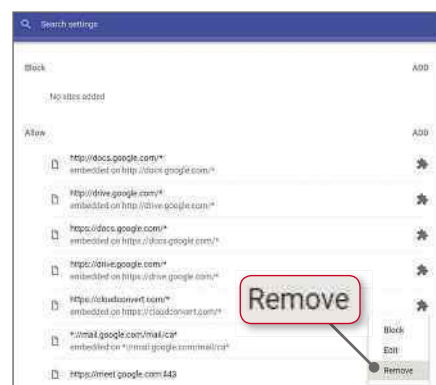 Search settings
Block
ADD
No sites added
Allow
ADD
http://docs.google.com/*
embedded on http://docs.google.com/*
http://drive.google.com/*
embedded on http://drive.google.com/*
https://docs.google.com/*
embedded on https://docs.google.com/*
https://drive.google.com/*
embedded on https://drive.google.com/*
https://cloudconvert.com/*
embedded on https://cloudconvert.com/*
Remove
*://mail.google.com/mail/ca*
embedded on *://mail.google.com/mail/ca*
Block
Edit
https://meet.google.com:443
Remove